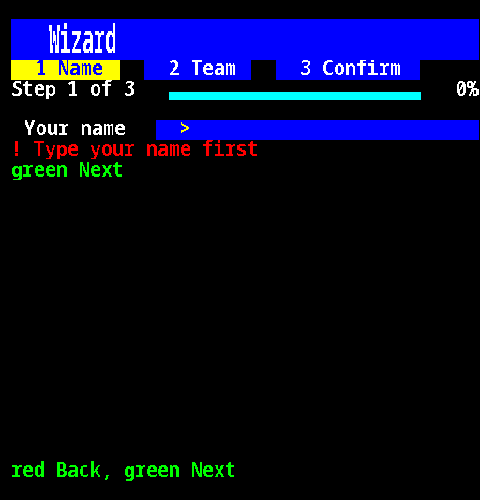 Wizard
1 Name 2 Team 3 Confirm
Step 1 of 3 0%
Your name >
! Type your name first
green Next
red Back, green Next